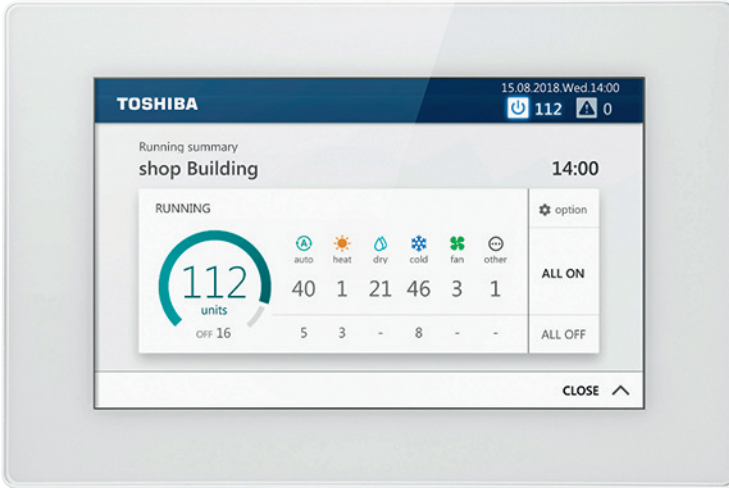 15.08.2018.Wed.14:00
TOSHIBA
112 0
Running summary
shop Building 14:00
RUNNING
option
A
auto heat dry cold fan other
112
units
40 1 21 46 3 1
ALL ON
OFF 16
5 3 - 8 - -
ALL OFF
CLOSE